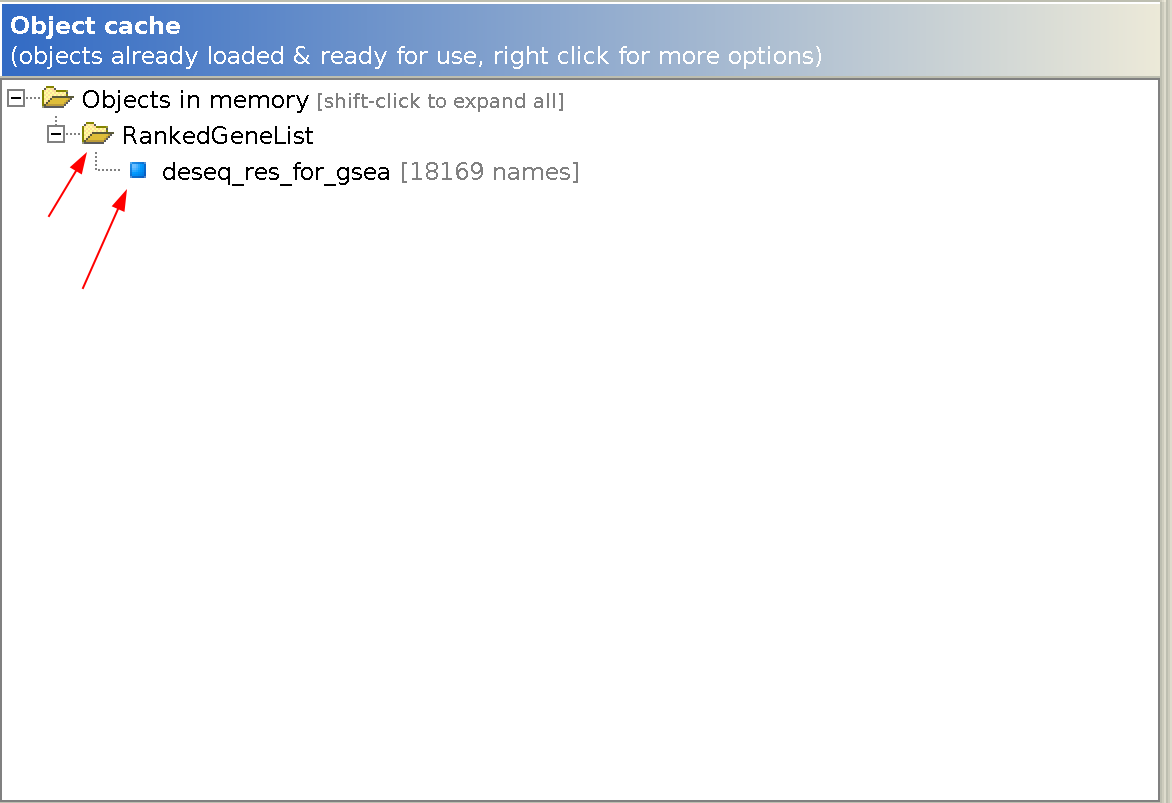 Object cache
(objects already loaded & ready for use, right click for more options)
Objects in memory [shift-click to expand all]
RankedGeneList
deseq_res_for_gsea [18169 names]